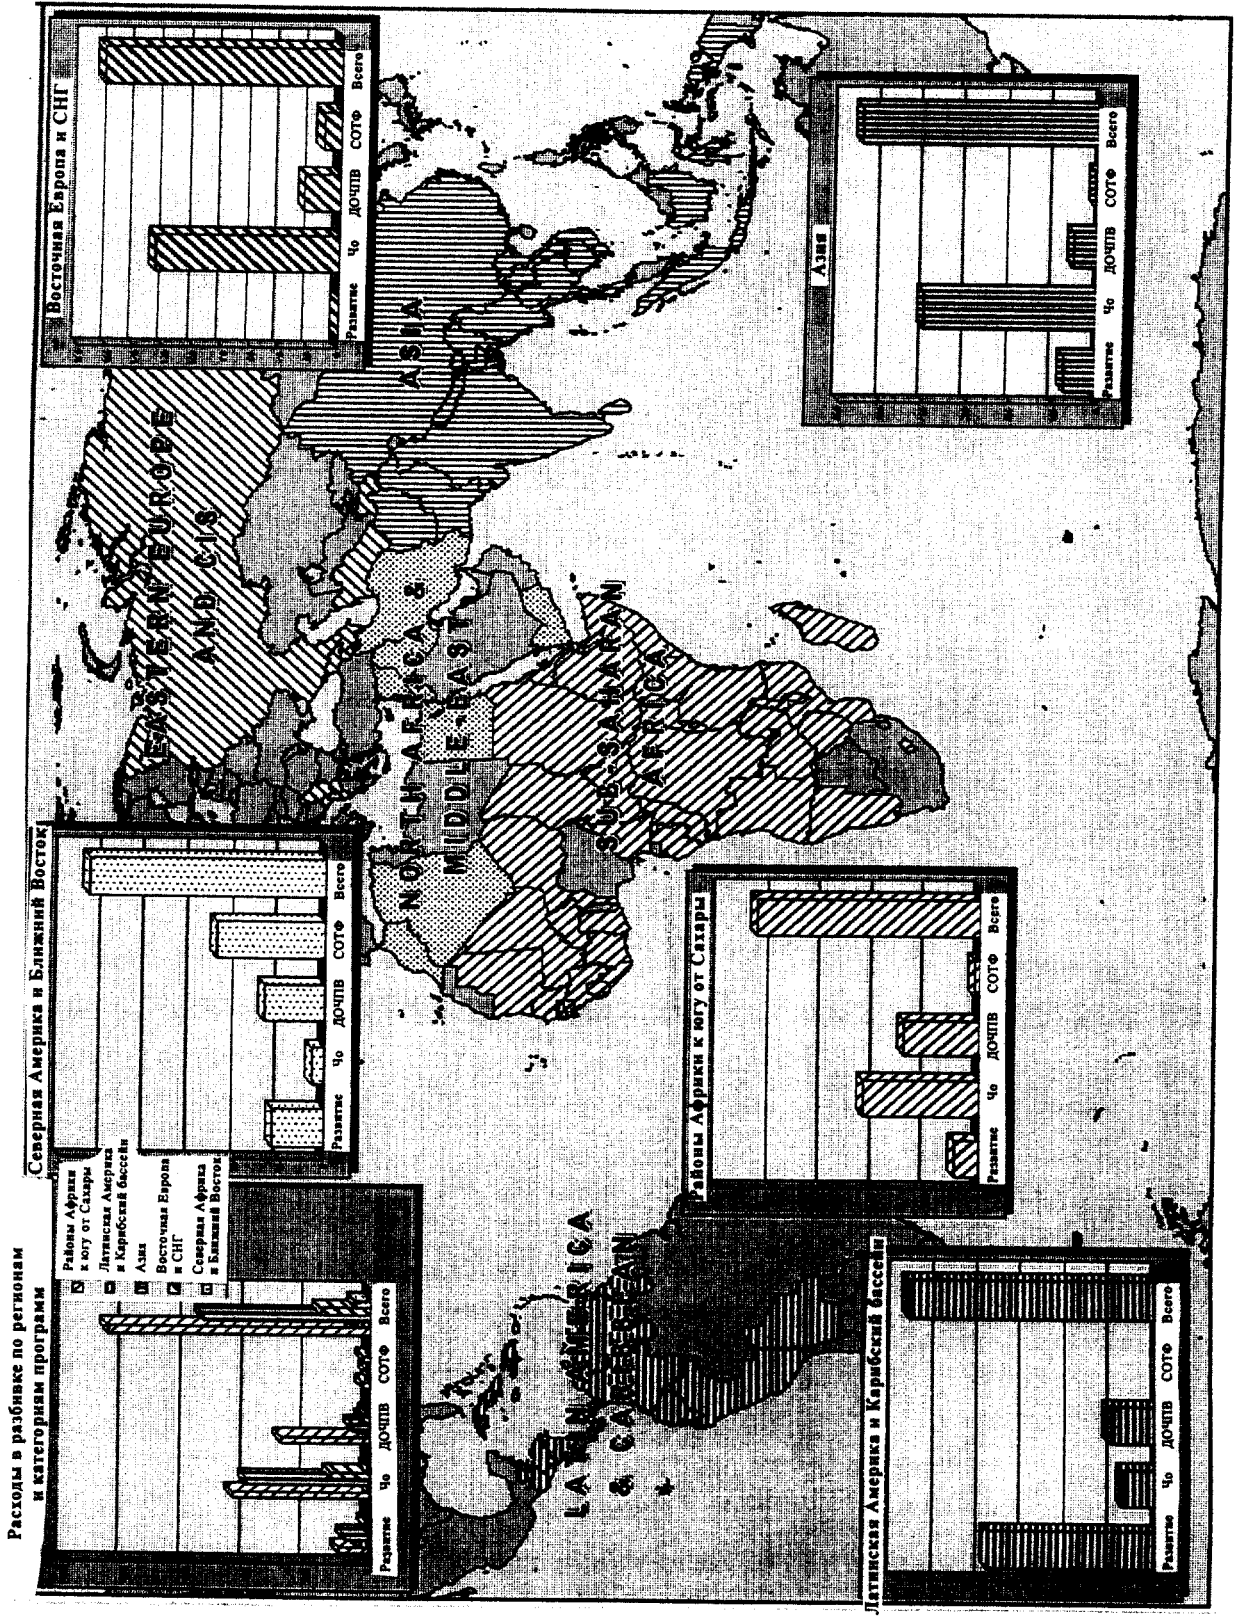 Расходы в разбивке по регионам
и категориям программ
Районы Африки
к югу от Сахары
Латинская Америка
и Карибский бассейн
Азия
Восточная Европа
и СНГ
Северная Африка
и Ближний Восток
Развитие Чо ДОЧПВ СОТФ Всего
Северная Америка и Ближний Восток
Развитие Чо ДОЧПВ СОТФ Всего
Восточная Европа и СНГ
Развитие Чо ДОЧПВ СОТФ Всего
EASTERN EUROPE
AND CIS
NORTH AFRICA &
MIDDLE EAST
ASIA
SUB SAHARAN
AFRICA
LATIN AMERICA
& CARIBBEAN
Районы Африки к югу от Сахары
Развитие Чо ДОЧПВ СОТФ Всего
Азия
Развитие Чо ДОЧПВ СОТФ Всего
Латинская Америка и Карибский бассейн
Развитие Чо ДОЧПВ СОТФ Всего